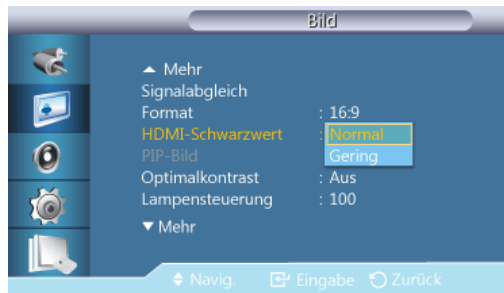 Bild
▲ Mehr
Signalabgleich
Format : 16:9
HDMI-Schwarzwert : Normal
PIP-Bild Gering
Optimalkontrast : Aus
Lampensteuerung : 100
▼ Mehr
Navig. Eingabe Zurück